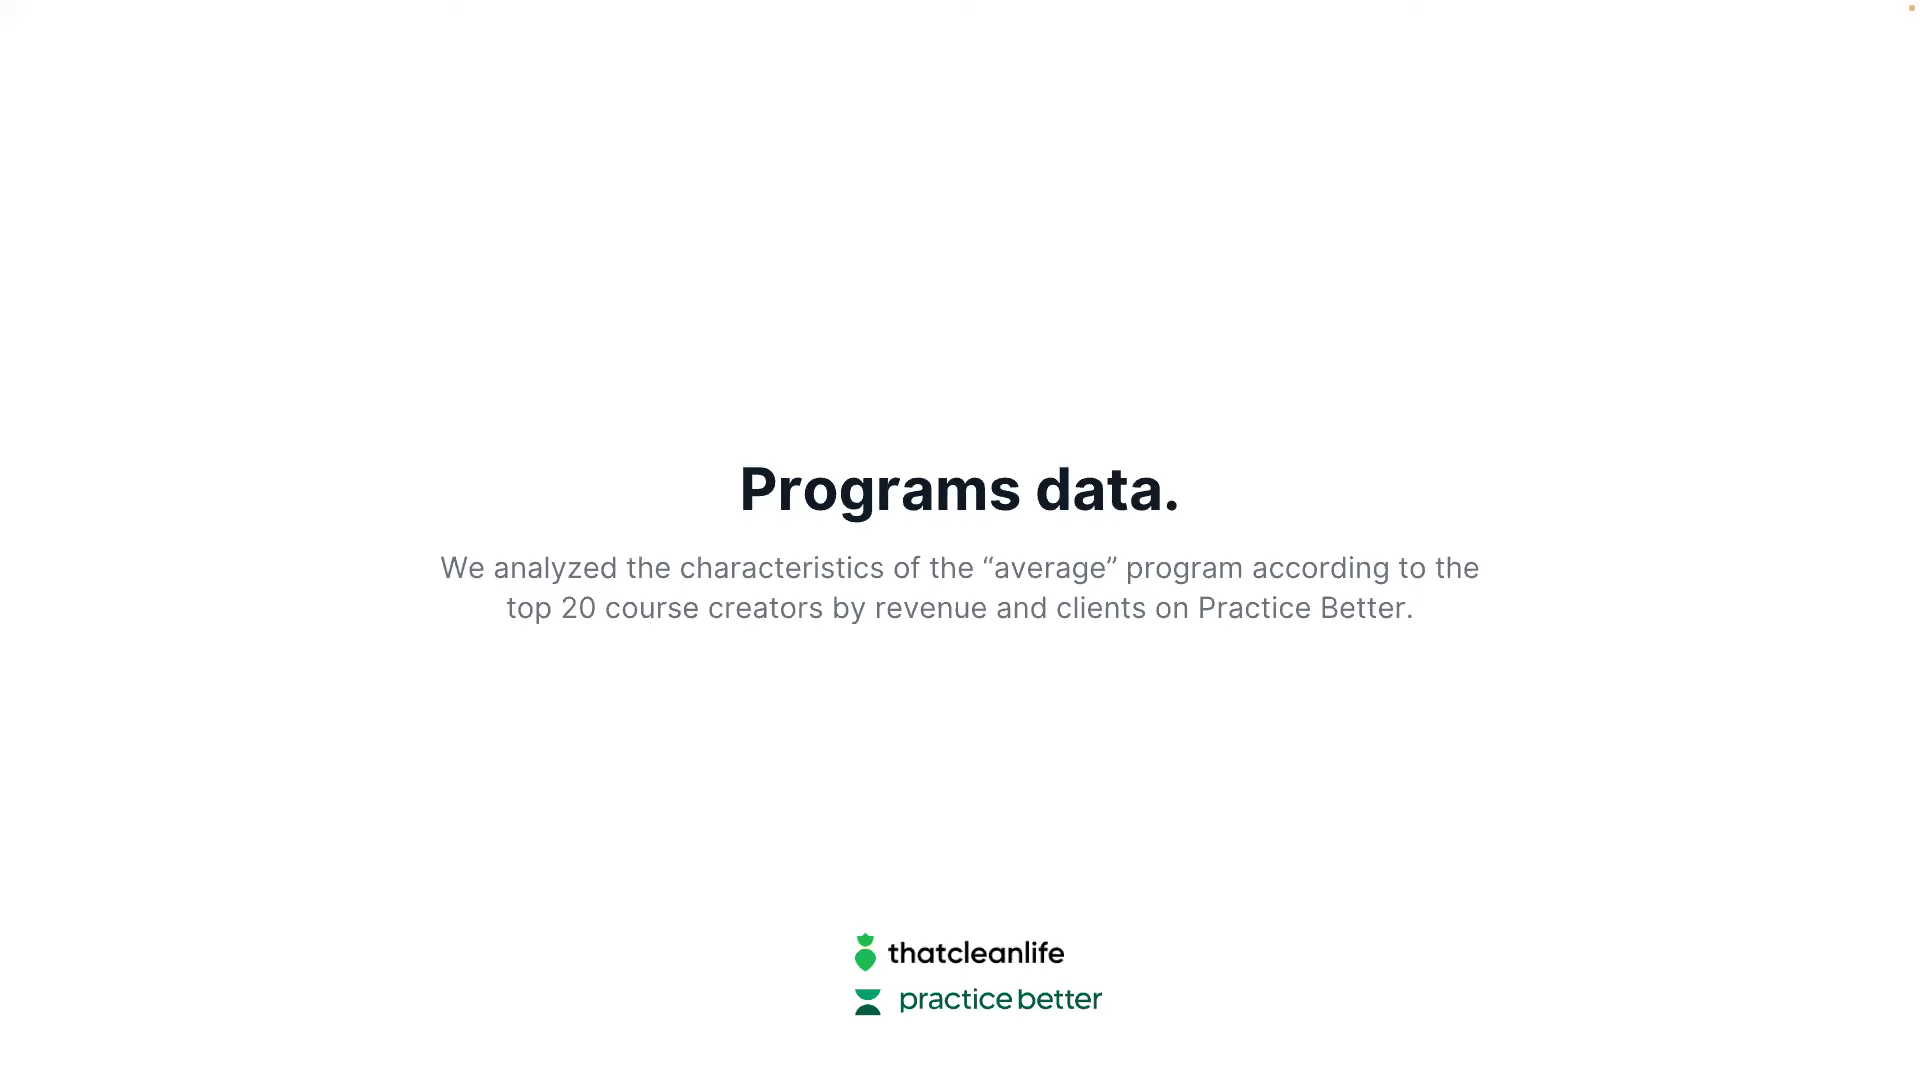 Programs data.
We analyzed the characteristics of the “average” program according to the
top 20 course creators by revenue and clients on Practice Better.
thatcleanlife
practice better